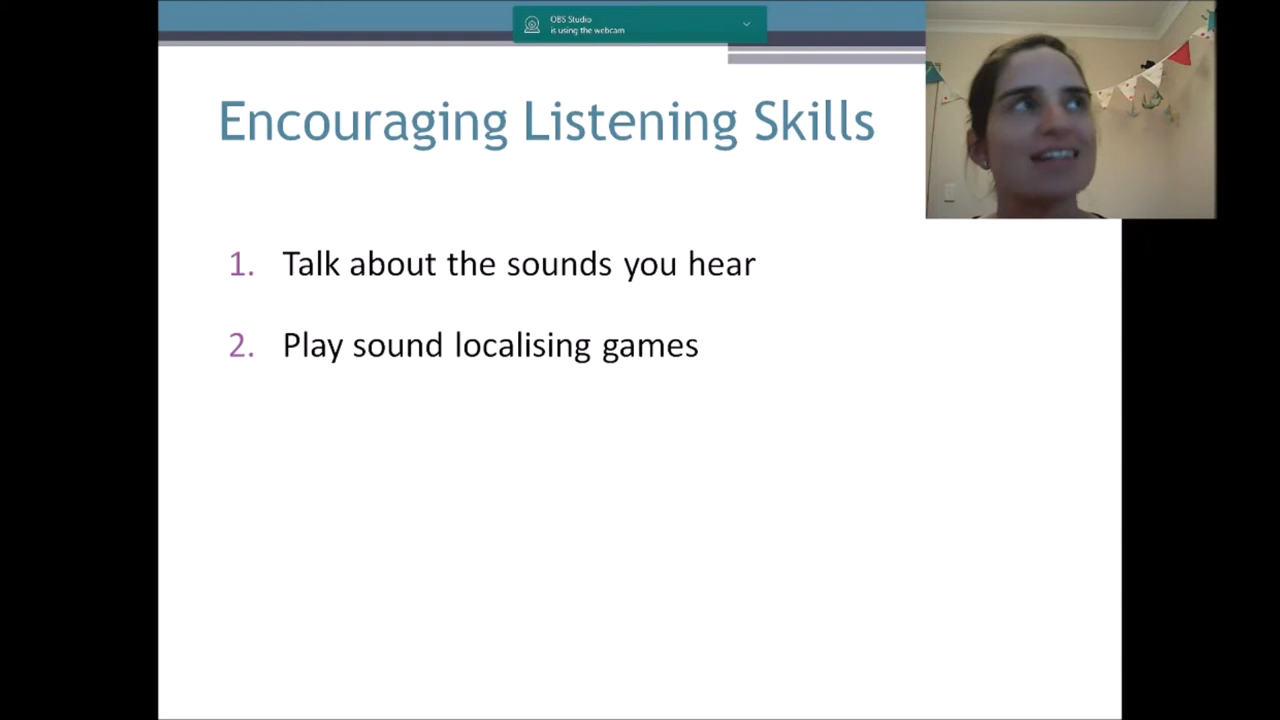 OBS Studio
is using the webcam
Encouraging Listening Skills
1. Talk about the sounds you hear
2. Play sound localising games